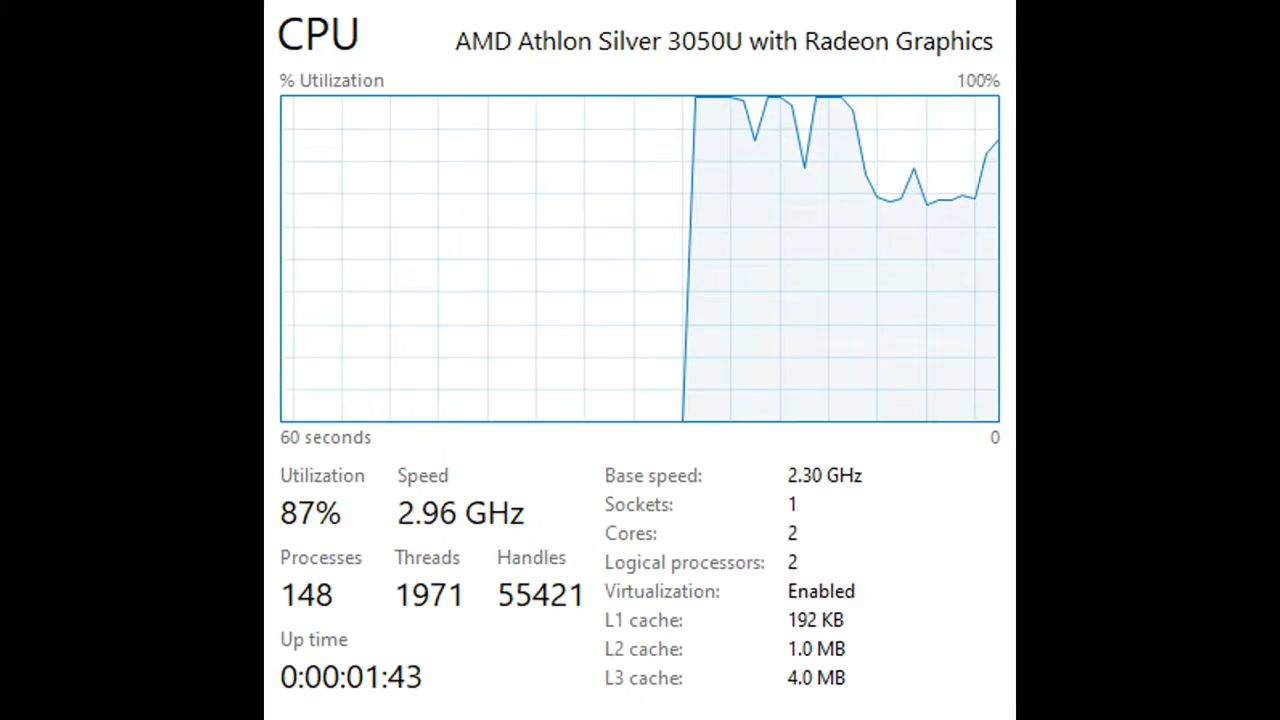 CPU
AMD Athlon Silver 3050U with Radeon Graphics
% Utilization 100%
60 seconds 0
Utilization Speed
87% 2.96 GHz
Processes Threads Handles
148 1971 55421
Up time
0:00:01:43
Base speed: 2.30 GHz
Sockets: 1
Cores: 2
Logical processors: 2
Virtualization: Enabled
L1 cache: 192 KB
L2 cache: 1.0 MB
L3 cache: 4.0 MB